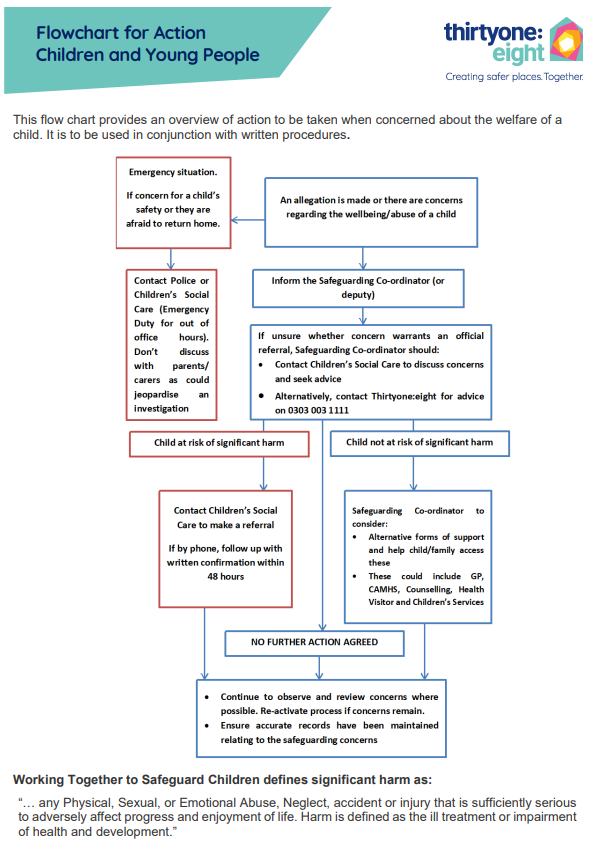 Flowchart for Action
Children and Young People
thirtyone:
eight
Creating safer places. Together.
This flow chart provides an overview of action to be taken when concerned about the welfare of a
child. It is to be used in conjunction with written procedures.
Emergency situation.
If concern for a child's
safety or they are
afraid to return home.
An allegation is made or there are concerns
regarding the wellbeing/abuse of a child
Contact Police or
Children's Social
Care (Emergency
Duty for out of
office hours).
Don't discuss
with parents/
carers as could
jeopardise an
investigation
Inform the Safeguarding Co-ordinator (or
deputy)
If unsure whether concern warrants an official
referral, Safeguarding Co-ordinator should:
• Contact Children's Social Care to discuss concerns
and seek advice
• Alternatively, contact Thirtyone:eight for advice
on 0303 003 1111
Child at risk of significant harm
Child not at risk of significant harm
Contact Children's Social
Care to make a referral
If by phone, follow up with
written confirmation within
48 hours
Safeguarding Co-ordinator to
consider:
• Alternative forms of support
and help child/family access
these
• These could include GP,
CAMHS, Counselling, Health
Visitor and Children's Services
NO FURTHER ACTION AGREED
• Continue to observe and review concerns where
possible. Re-activate process if concerns remain.
• Ensure accurate records have been maintained
relating to the safeguarding concerns
Working Together to Safeguard Children defines significant harm as:
"… any Physical, Sexual, or Emotional Abuse, Neglect, accident or injury that is sufficiently serious
to adversely affect progress and enjoyment of life. Harm is defined as the ill treatment or impairment
of health and development."